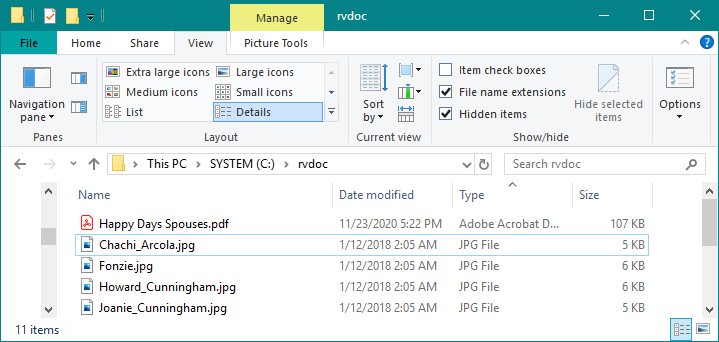 Manage rvdoc
File Home Share View Picture Tools
Extra large icons Large icons
Medium icons Small icons
List Details
Navigation pane
Sort by
Item check boxes
File name extensions
Hidden items
Hide selected items
Options
Panes Layout Current view Show/hide
This PC SYSTEM (C:) rvdoc Search rvdoc
Name Date modified Type Size
Happy Days Spouses.pdf 11/23/2020 5:22 PM Adobe Acrobat D... 107 KB
Chachi_Arcola.jpg 1/12/2018 2:05 AM JPG File 5 KB
Fonzie.jpg 1/12/2018 2:05 AM JPG File 6 KB
Howard_Cunningham.jpg 1/12/2018 2:05 AM JPG File 6 KB
Joanie_Cunningham.jpg 1/12/2018 2:05 AM JPG File 5 KB
11 items